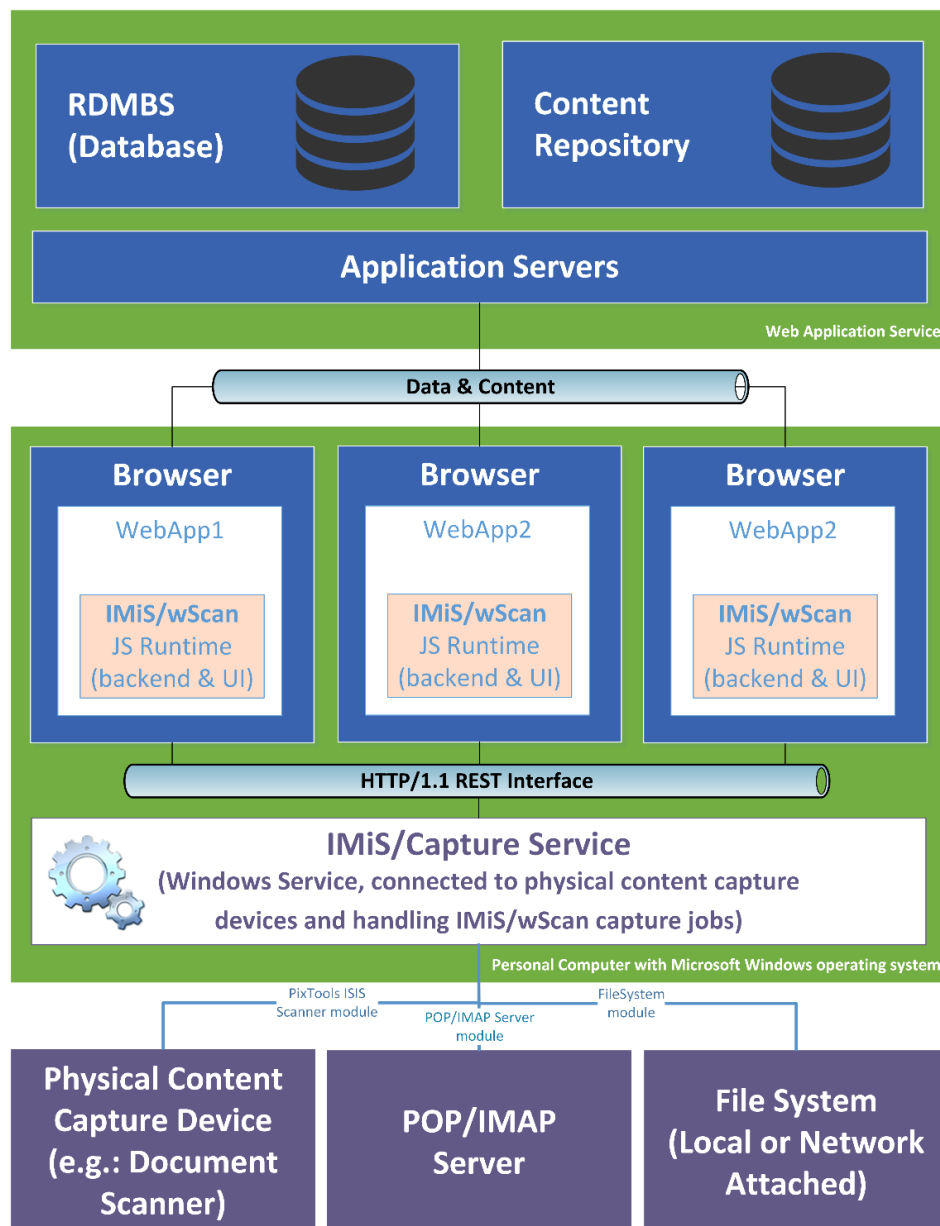 RDMBS
(Database)
Content
Repository
Application Servers
Web Application Service
Data & Content
Browser
WebApp1
IMiS/wScan
JS Runtime
(backend & UI)
Browser
WebApp2
IMiS/wScan
JS Runtime
(backend & UI)
Browser
WebApp2
IMiS/wScan
JS Runtime
(backend & UI)
HTTP/1.1 REST Interface
IMiS/Capture Service
(Windows Service, connected to physical content capture
devices and handling IMiS/wScan capture jobs)
Personal Computer with Microsoft Windows operating system
PixTools ISIS
Scanner module
POP/IMAP Server
module
FileSystem
module
Physical Content
Capture Device
(e.g.: Document
Scanner)
POP/IMAP
Server
File System
(Local or Network
Attached)